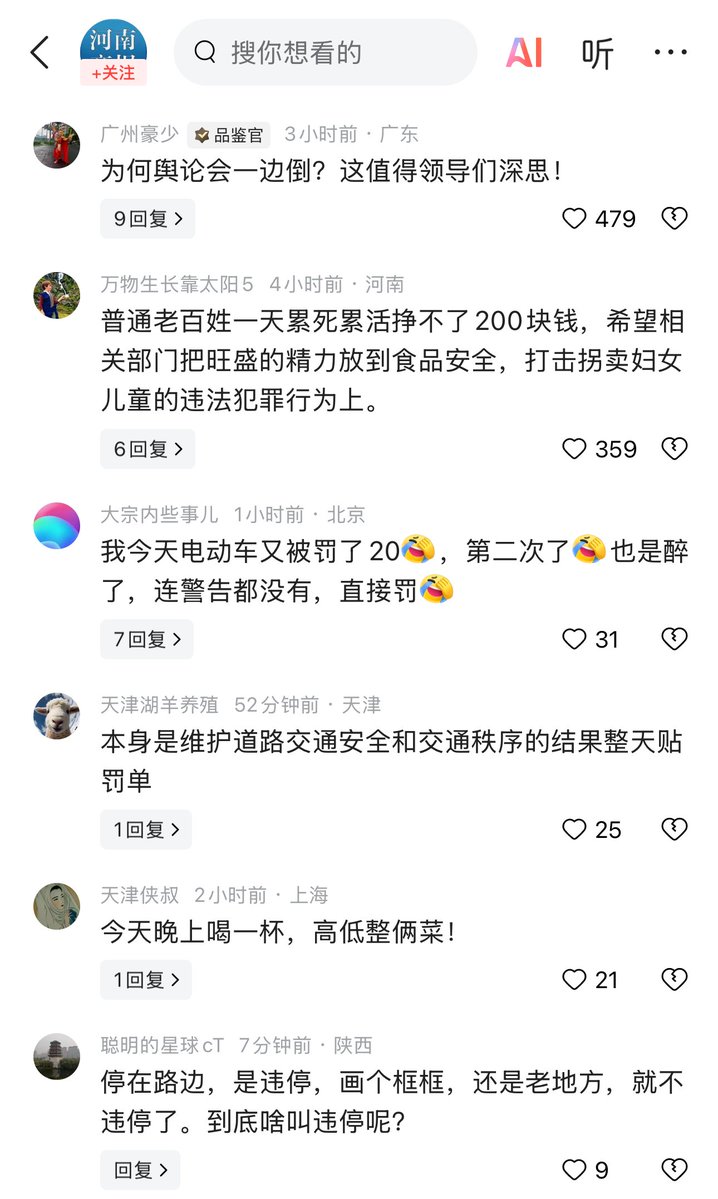 河南
+关注
搜你想看的
AI
听
广州豪少 品鉴官 3小时前 · 广东
为何舆论会一边倒？这值得领导们深思！
9回复
479
万物生长靠太阳5 4小时前 · 河南
普通老百姓一天累死累活挣不了200块钱，希望相
关部门把旺盛的精力放到食品安全，打击拐卖妇女
儿童的违法犯罪行为上。
6回复
359
大宗内些事儿 1小时前 · 北京
我今天电动车又被罚了20🤣，第二次了🤣也是醉
了，连警告都没有，直接罚🤣
7回复
31
天津湖羊养殖 52分钟前 · 天津
本身是维护道路交通安全和交通秩序的结果整天贴
罚单
1回复
25
天津侠叔 2小时前 · 上海
今天晚上喝一杯，高低整俩菜！
1回复
21
聪明的星球cT 7分钟前 · 陕西
停在路边，是违停，画个框框，还是老地方，就不
违停了。到底啥叫违停呢？
回复
9